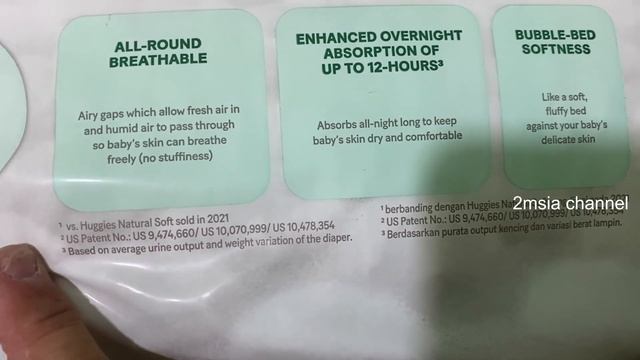 ALL-ROUND
BREATHABLE
Airy gaps which allow fresh air in
and humid air to pass through
so baby's skin can breathe
freely (no stuffiness)
ENHANCED OVERNIGHT
ABSORPTION OF
UP TO 12-HOURS³
Absorbs all-night long to keep
baby's skin dry and comfortable
BUBBLE-BED
SOFTNESS
Like a soft,
fluffy bed
against your baby's
delicate skin
¹ vs. Huggies Natural Soft sold in 2021
² US Patent No.: US 9,474,660/ US 10,070,999/ US 10,478,354
³ Based on average urine output and weight variation of the diaper.
¹ berbanding dengan Huggies
² US Patent No.: US 9,474,660/ US 10,070,999/ US 10,478,354
³ Berdasarkan purata output kencing dan variasi berat lampin.
2msia channel